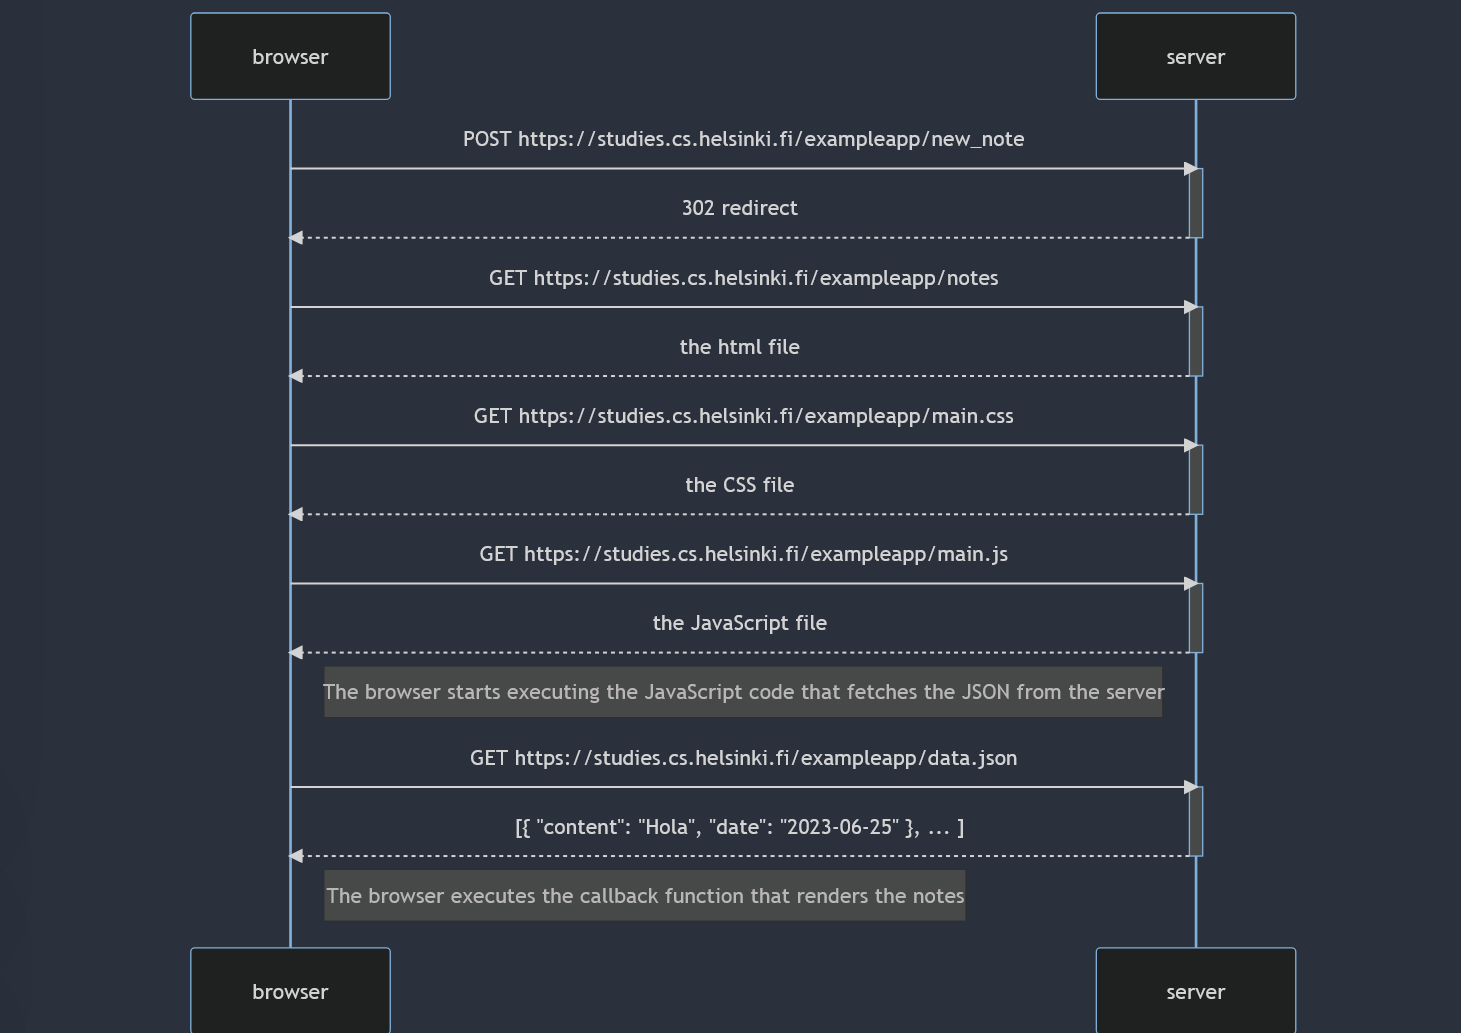 browser
server
POST https://studies.cs.helsinki.fi/exampleapp/new_note
302 redirect
GET https://studies.cs.helsinki.fi/exampleapp/notes
the html file
GET https://studies.cs.helsinki.fi/exampleapp/main.css
the CSS file
GET https://studies.cs.helsinki.fi/exampleapp/main.js
the JavaScript file
The browser starts executing the JavaScript code that fetches the JSON from the server
GET https://studies.cs.helsinki.fi/exampleapp/data.json
[{ "content": "Hola", "date": "2023-06-25" }, ... ]
The browser executes the callback function that renders the notes
browser
server